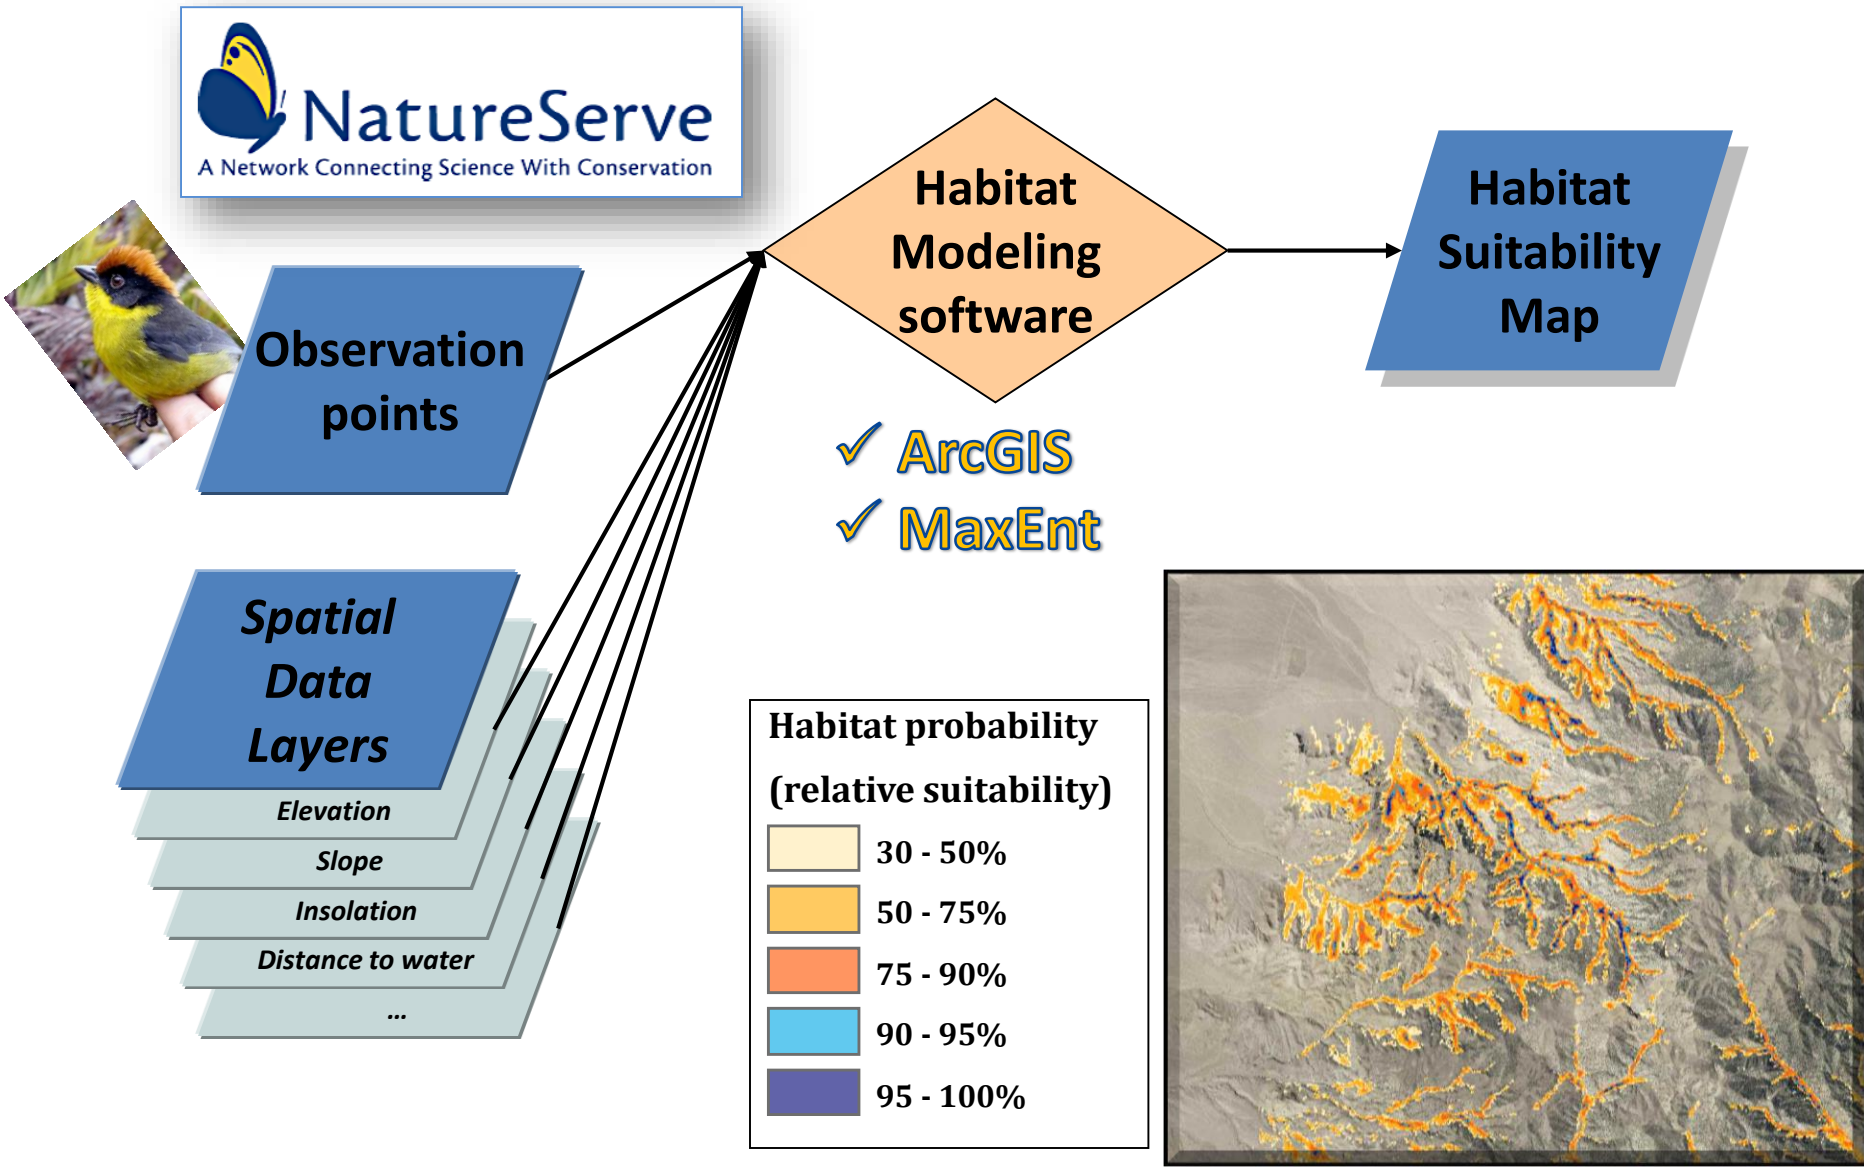 NatureServe
A Network Connecting Science With Conservation
Observation
points
Spatial
Data
Layers
Elevation
Slope
Insolation
Distance to water
...
Habitat
Modeling
software
✓ ArcGIS
✓ MaxEnt
Habitat
Suitability
Map
Habitat probability
(relative suitability)
30 - 50%
50 - 75%
75 - 90%
90 - 95%
95 - 100%